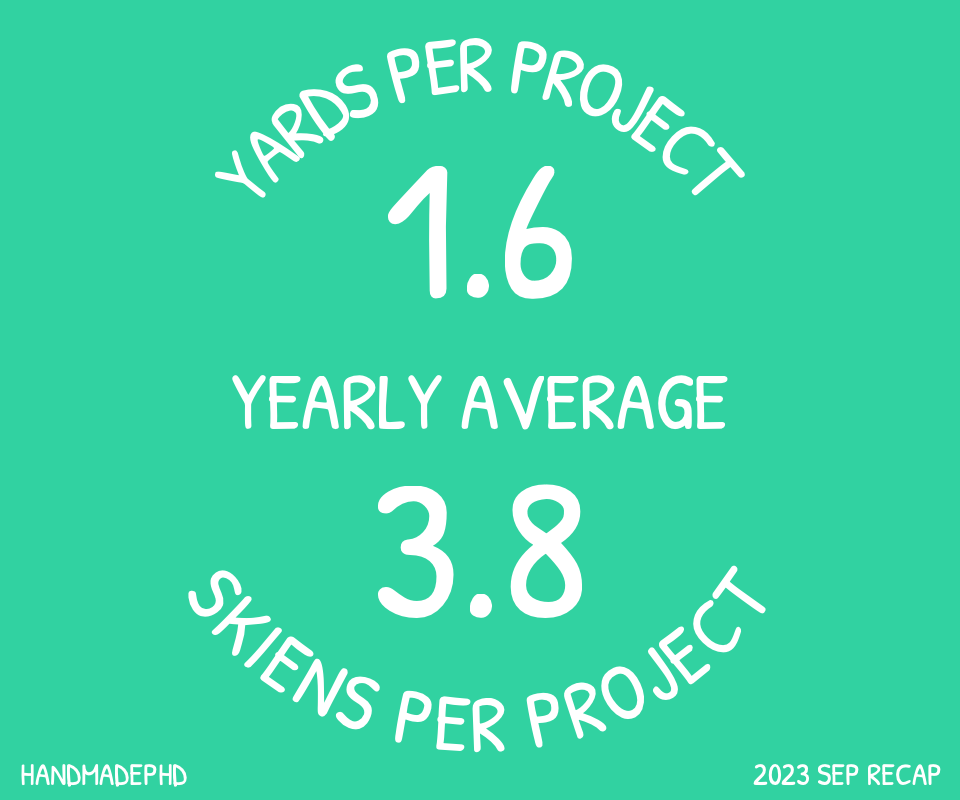 YARDS PER PROJECT
1.6
YEARLY AVERAGE
3.8
SKIENS PER PROJECT
HANDMADEPHD
2023 SEP RECAP